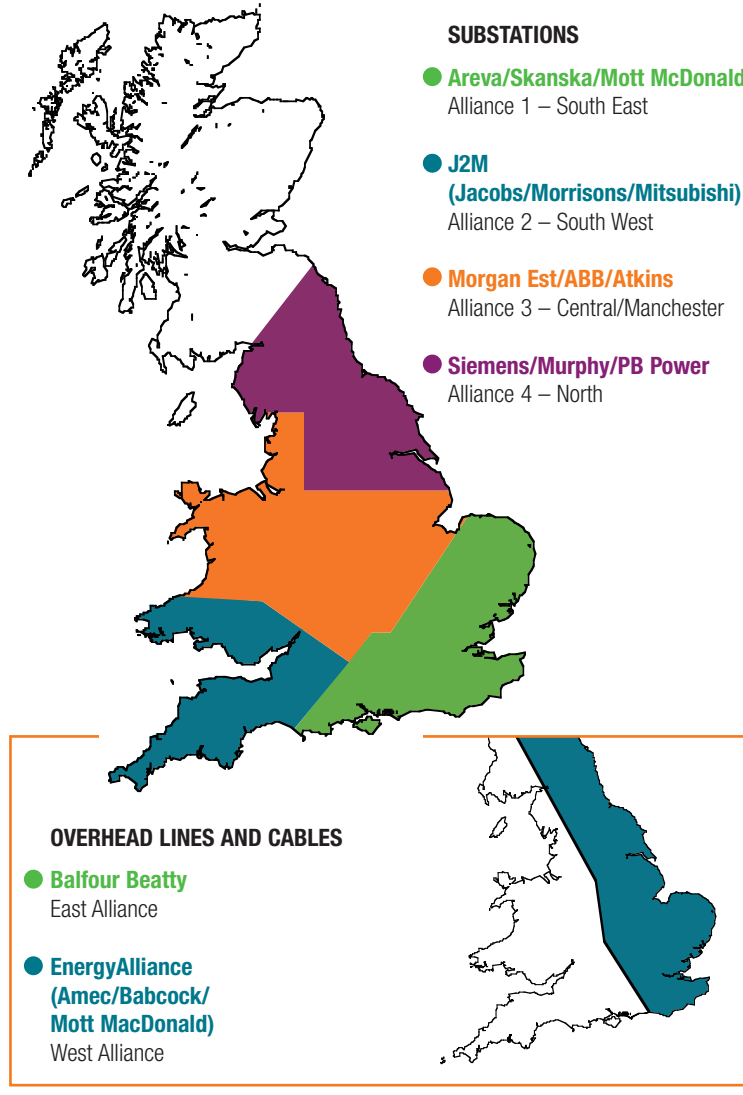 SUBSTATIONS
Areva/Skanska/Mott McDonald
Alliance 1 – South East
J2M
(Jacobs/Morrisons/Mitsubishi)
Alliance 2 – South West
Morgan Est/ABB/Atkins
Alliance 3 – Central/Manchester
Siemens/Murphy/PB Power
Alliance 4 – North
OVERHEAD LINES AND CABLES
Balfour Beatty
East Alliance
EnergyAlliance
(Amec/Babcock/
Mott MacDonald)
West Alliance